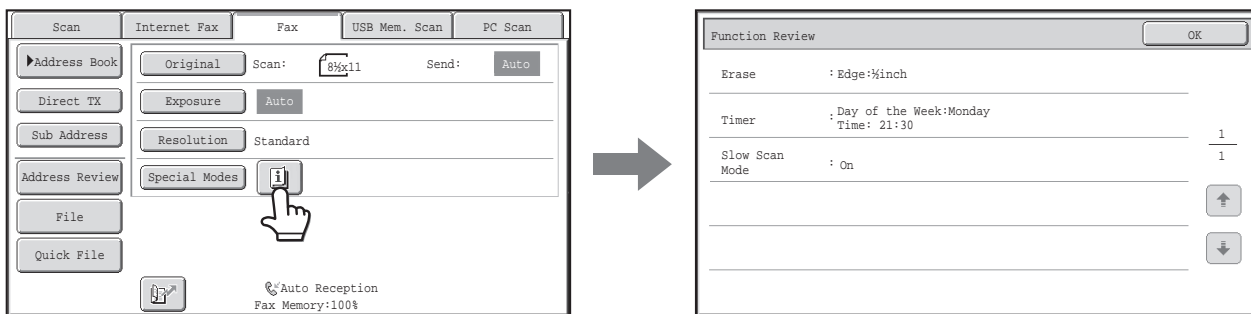 Scan
Internet Fax
Fax
USB Mem. Scan
PC Scan
Address Book
Original
Scan:
8½x11
Send:
Auto
Direct TX
Exposure
Auto
Sub Address
Resolution
Standard
Address Review
Special Modes
File
Quick File
Auto Reception
Fax Memory:100%
Function Review
OK
Erase
: Edge:½inch
Timer
: Day of the Week:Monday
Time: 21:30
Slow Scan
Mode
: On
1
1